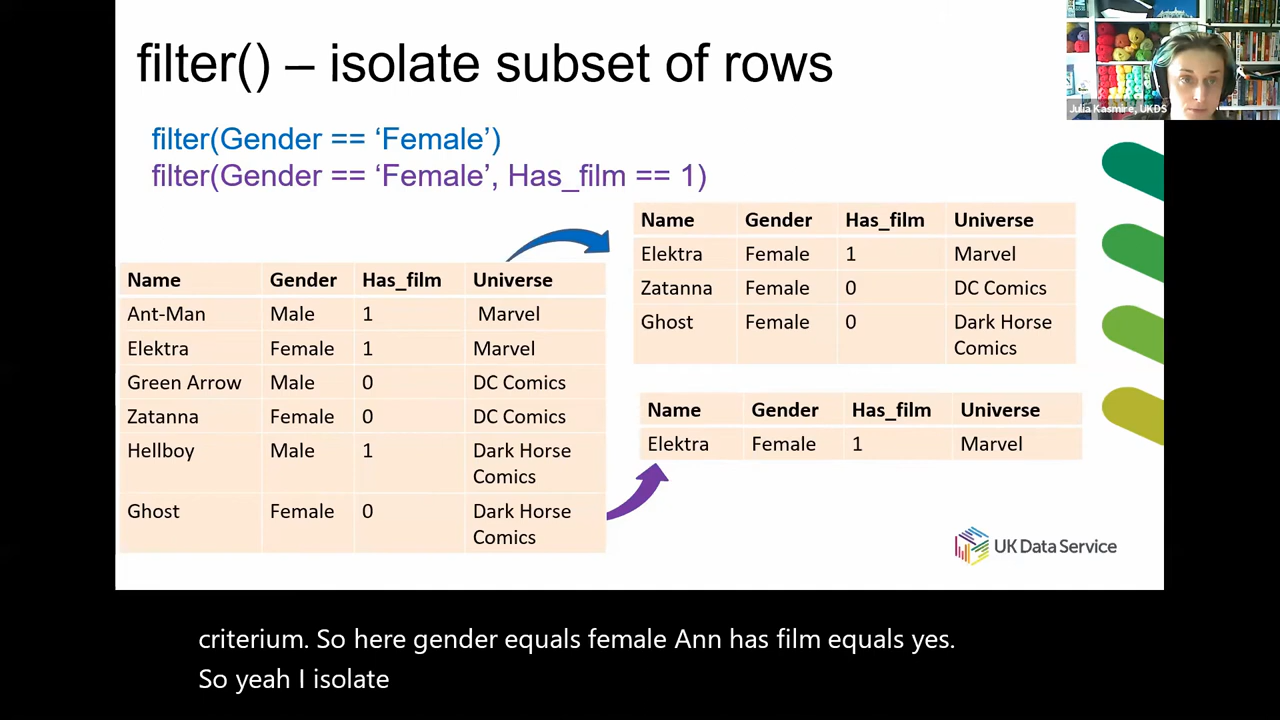 filter() – isolate subset of rows
Julia Kasmire, UKDS
filter(Gender == ‘Female’)
filter(Gender == ‘Female’, Has_film == 1)
Name Gender Has_film Universe
Elektra Female 1 Marvel
Zatanna Female 0 DC Comics
Ghost Female 0 Dark Horse
Comics
Name Gender Has_film Universe
Ant-Man Male 1 Marvel
Elektra Female 1 Marvel
Green Arrow Male 0 DC Comics
Zatanna Female 0 DC Comics
Hellboy Male 1 Dark Horse
Comics
Ghost Female 0 Dark Horse
Comics
Name Gender Has_film Universe
Elektra Female 1 Marvel
UK Data Service
criterium. So here gender equals female Ann has film equals yes.
So yeah I isolate